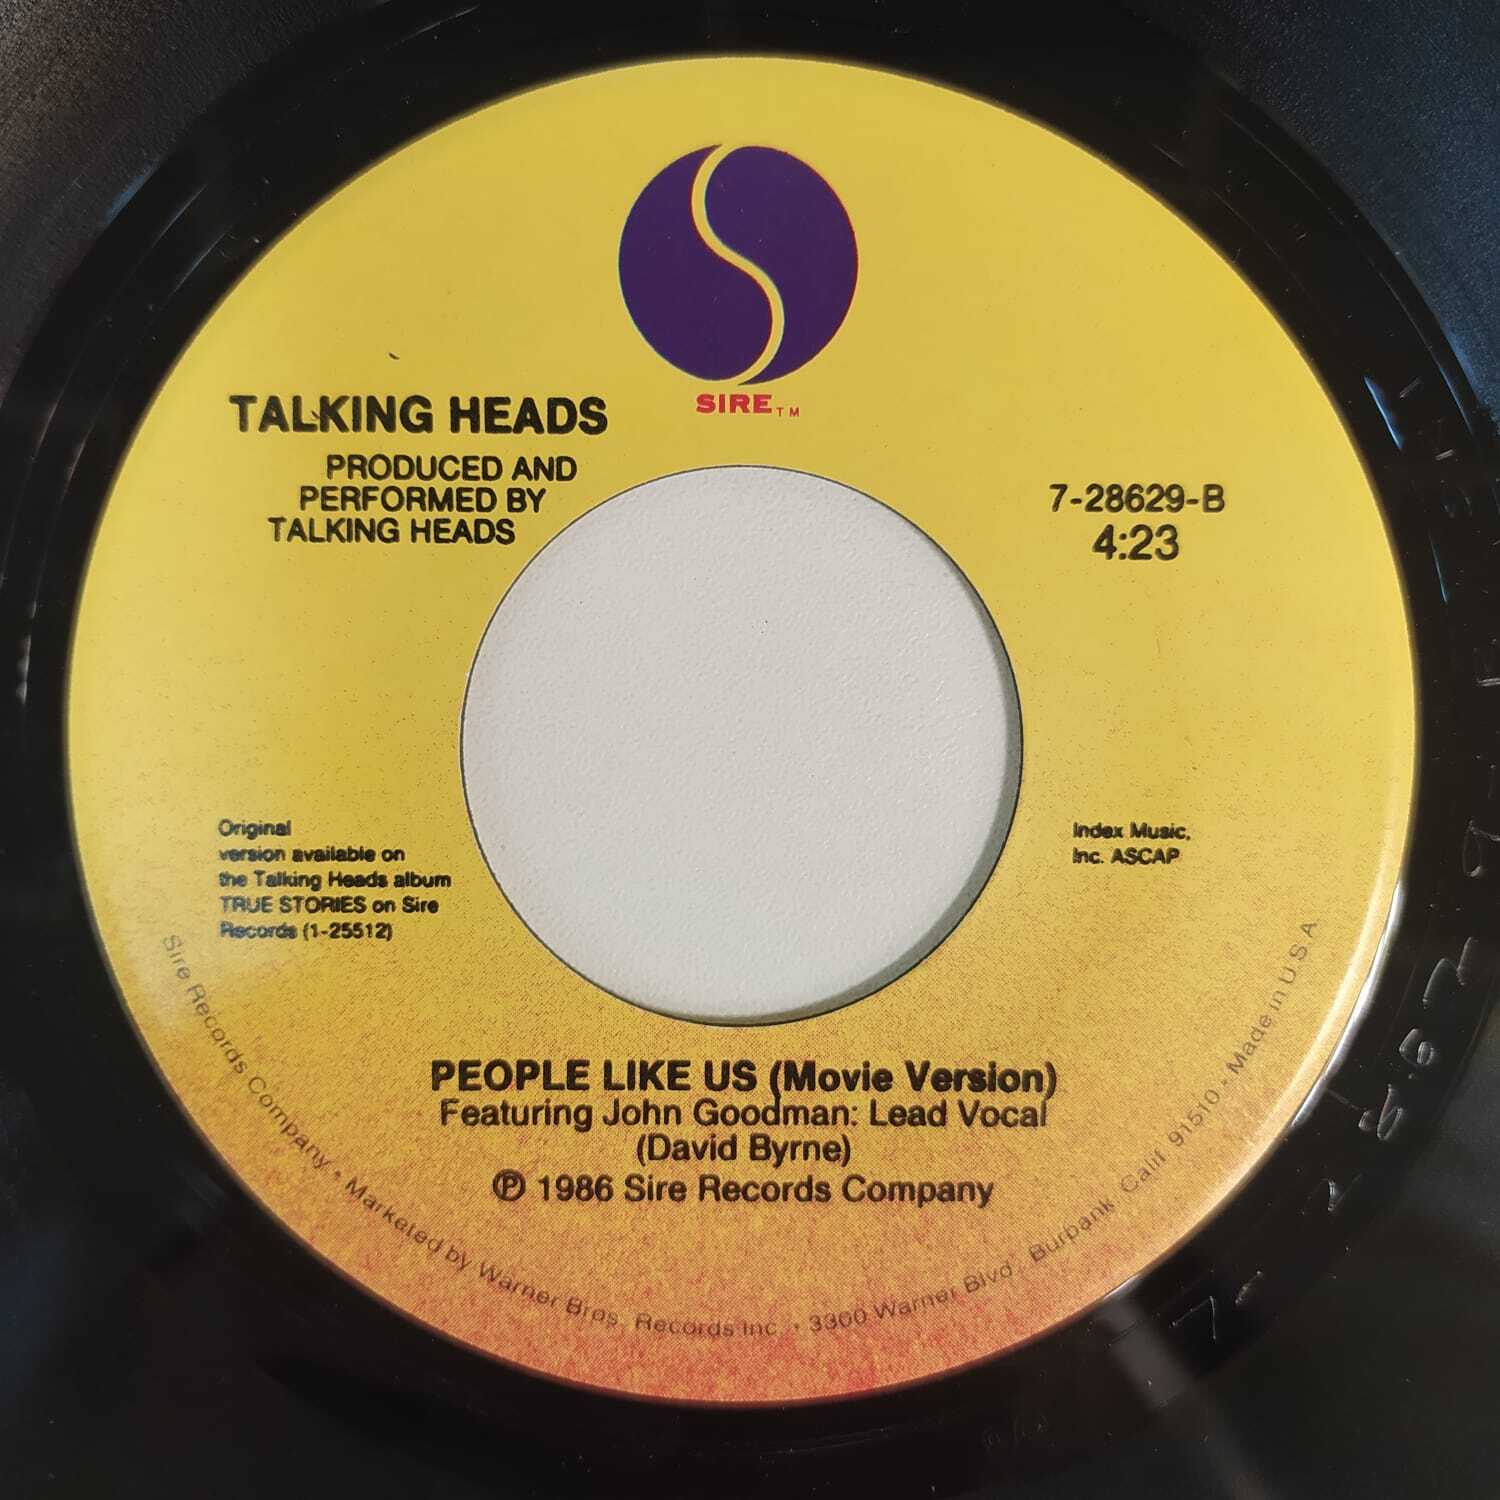 SIRE™
TALKING HEADS
PRODUCED AND
PERFORMED BY
TALKING HEADS
7-28629-B
4:23
Original
version available on
the Talking Heads album
TRUE STORIES on Sire
Records (1-25512)
Index Music,
Inc. ASCAP
PEOPLE LIKE US (Movie Version)
Featuring John Goodman: Lead Vocal
(David Byrne)
℗ 1986 Sire Records Company
Sire Records Company • Marketed by Warner Bros. Records Inc. • 3300 Warner Blvd. Burbank Calif 91510 • Made in U S A